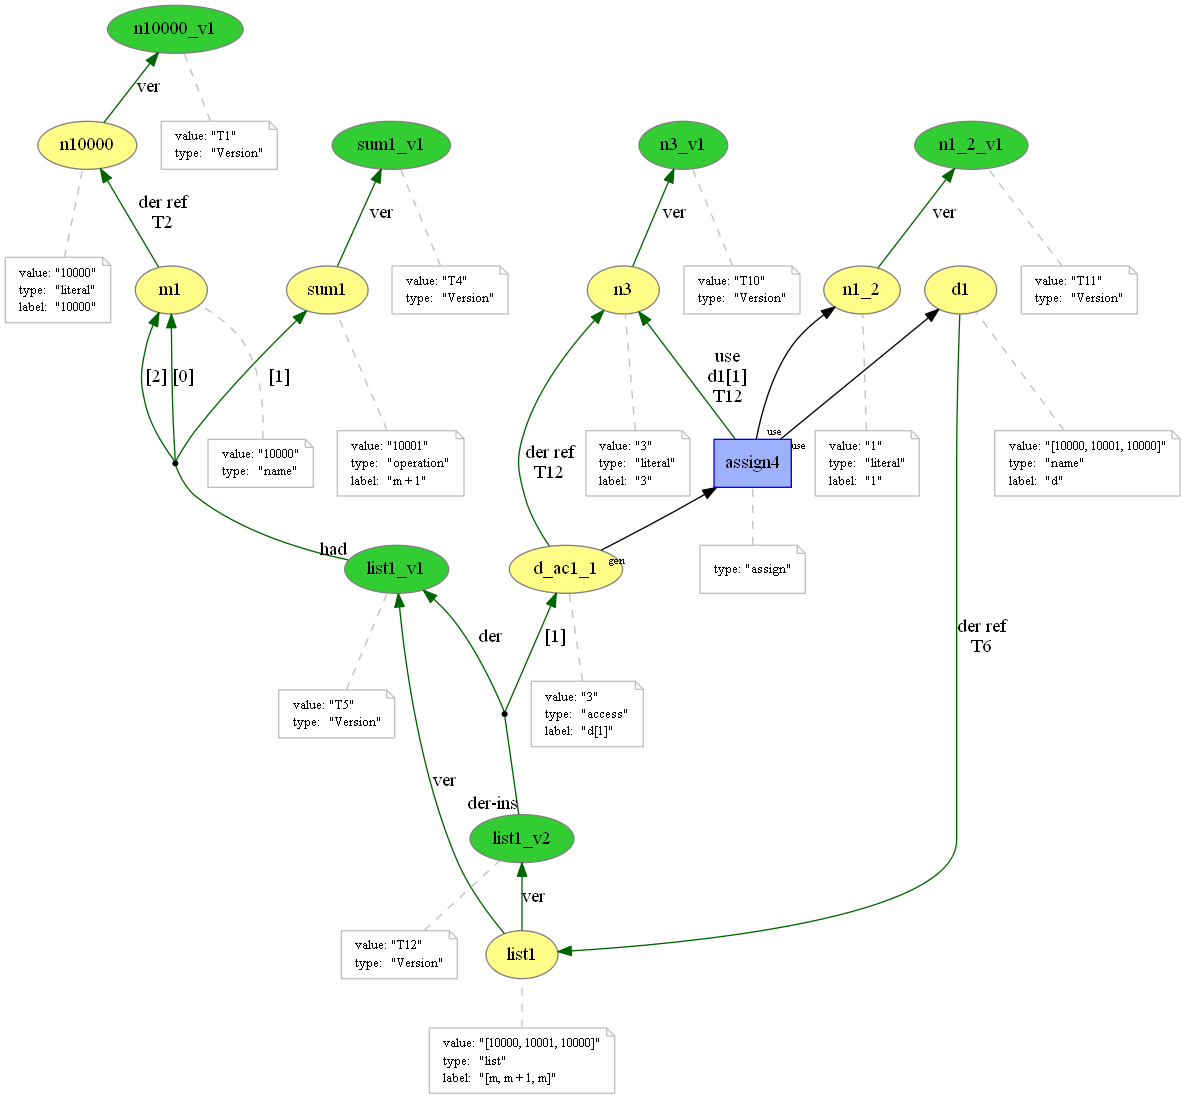 n10000_v1
ver
value: "T1"
type: "Version"
n10000
sum1_v1
n3_v1
n1_2_v1
der ref
T2
ver
ver
ver
value: "10000"
type: "literal"
label: "10000"
m1
sum1
value: "T4"
type: "Version"
n3
value: "T10"
type: "Version"
n1_2
d1
value: "T11"
type: "Version"
[2]
[0]
[1]
use
d1[1]
T12
value: "10000"
type: "name"
value: "10001"
type: "operation"
label: "m + 1"
der ref
T12
value: "3"
type: "literal"
label: "3"
use
use
assign4
value: "1"
type: "literal"
label: "1"
value: "[10000, 10001, 10000]"
type: "name"
label: "d"
had
list1_v1
d_ac1_1
gen
type: "assign"
der
[1]
der ref
T6
value: "T5"
type: "Version"
value: "3"
type: "access"
label: "d[1]"
ver
der-ins
list1_v2
ver
value: "T12"
type: "Version"
list1
value: "[10000, 10001, 10000]"
type: "list"
label: "[m, m + 1, m]"